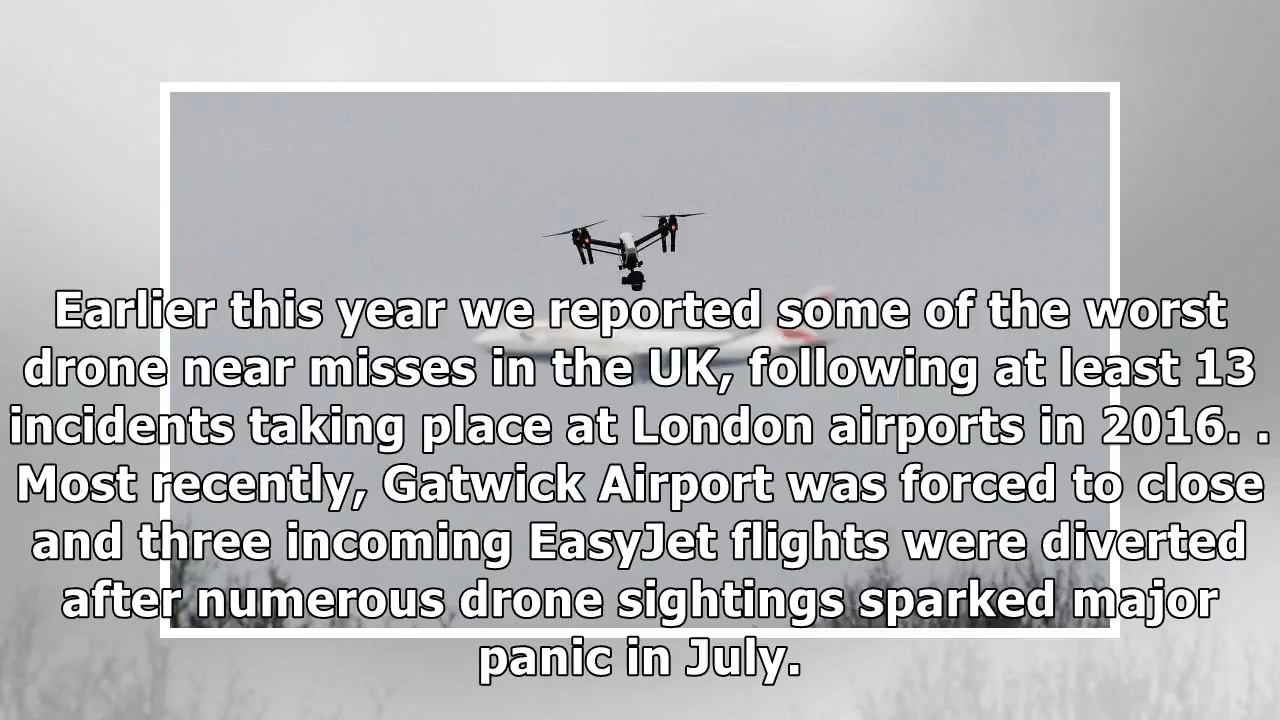 Earlier this year we reported some of the worst
drone near misses in the UK, following at least 13
incidents taking place at London airports in 2016. .
Most recently, Gatwick Airport was forced to close
and three incoming EasyJet flights were diverted
after numerous drone sightings sparked major
panic in July.